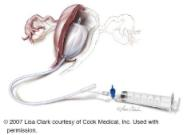 © 2007 Lisa Clark courtesy of Cook Medical, Inc. Used with
permission.